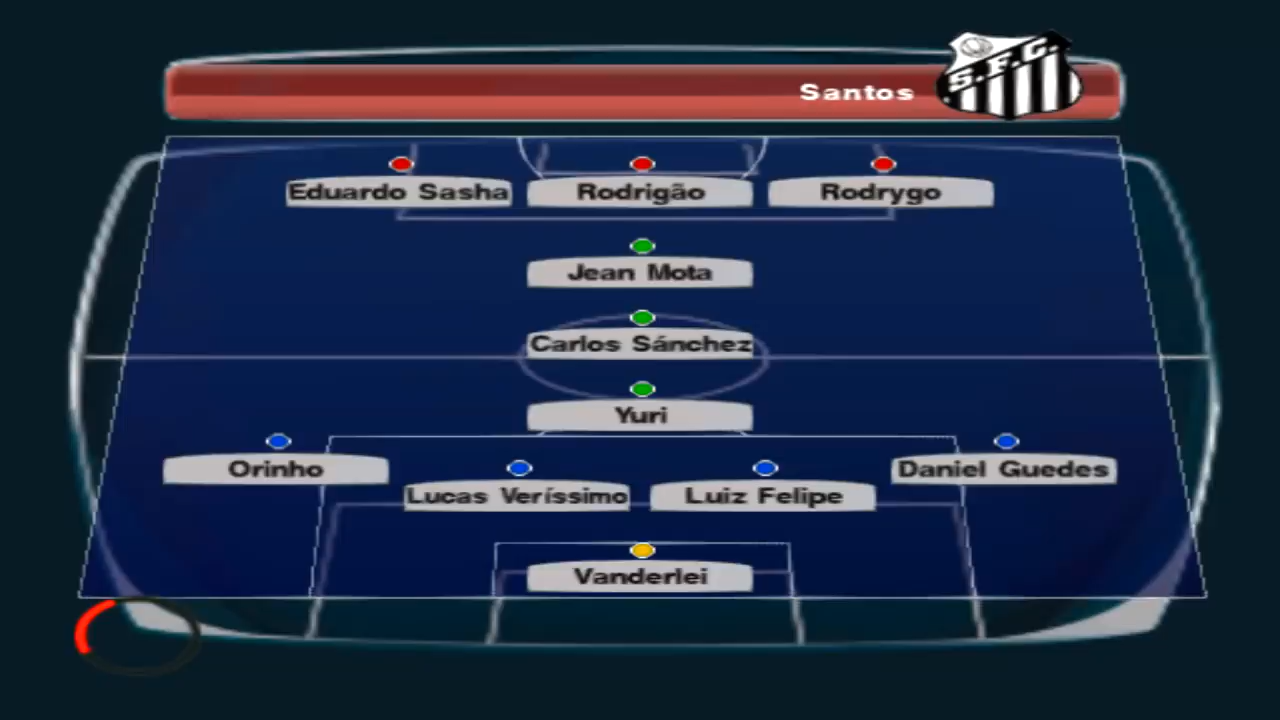 Santos
S.F.C.
Eduardo Sasha
Rodrigão
Rodrygo
Jean Mota
Carlos Sánchez
Yuri
Orinho
Daniel Guedes
Lucas Veríssimo
Luiz Felipe
Vanderlei